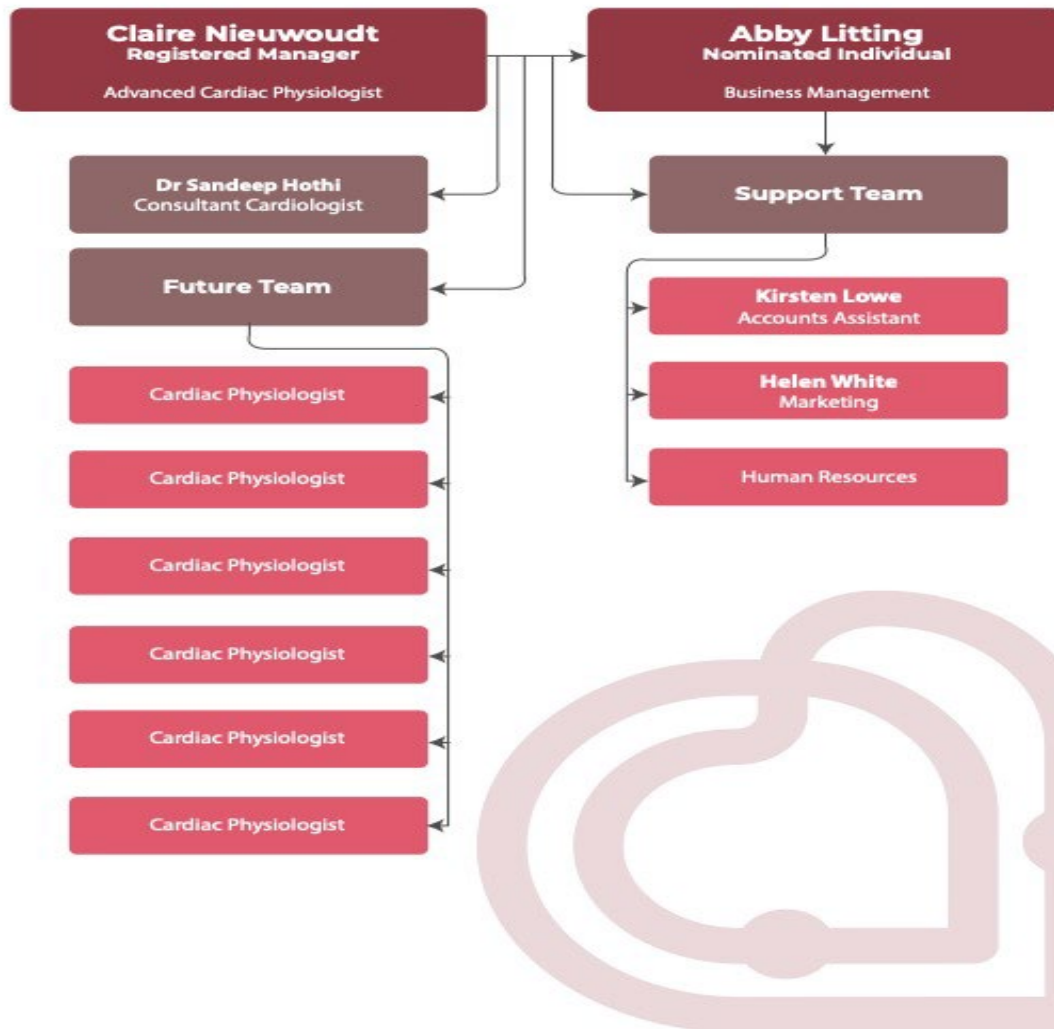 Claire Nieuwoudt
Registered Manager
Advanced Cardiac Physiologist
Abby Litting
Nominated Individual
Business Management
Dr Sandeep Hothi
Consultant Cardiologist
Future Team
Cardiac Physiologist
Cardiac Physiologist
Cardiac Physiologist
Cardiac Physiologist
Cardiac Physiologist
Cardiac Physiologist
Support Team
Kirsten Lowe
Accounts Assistant
Helen White
Marketing
Human Resources